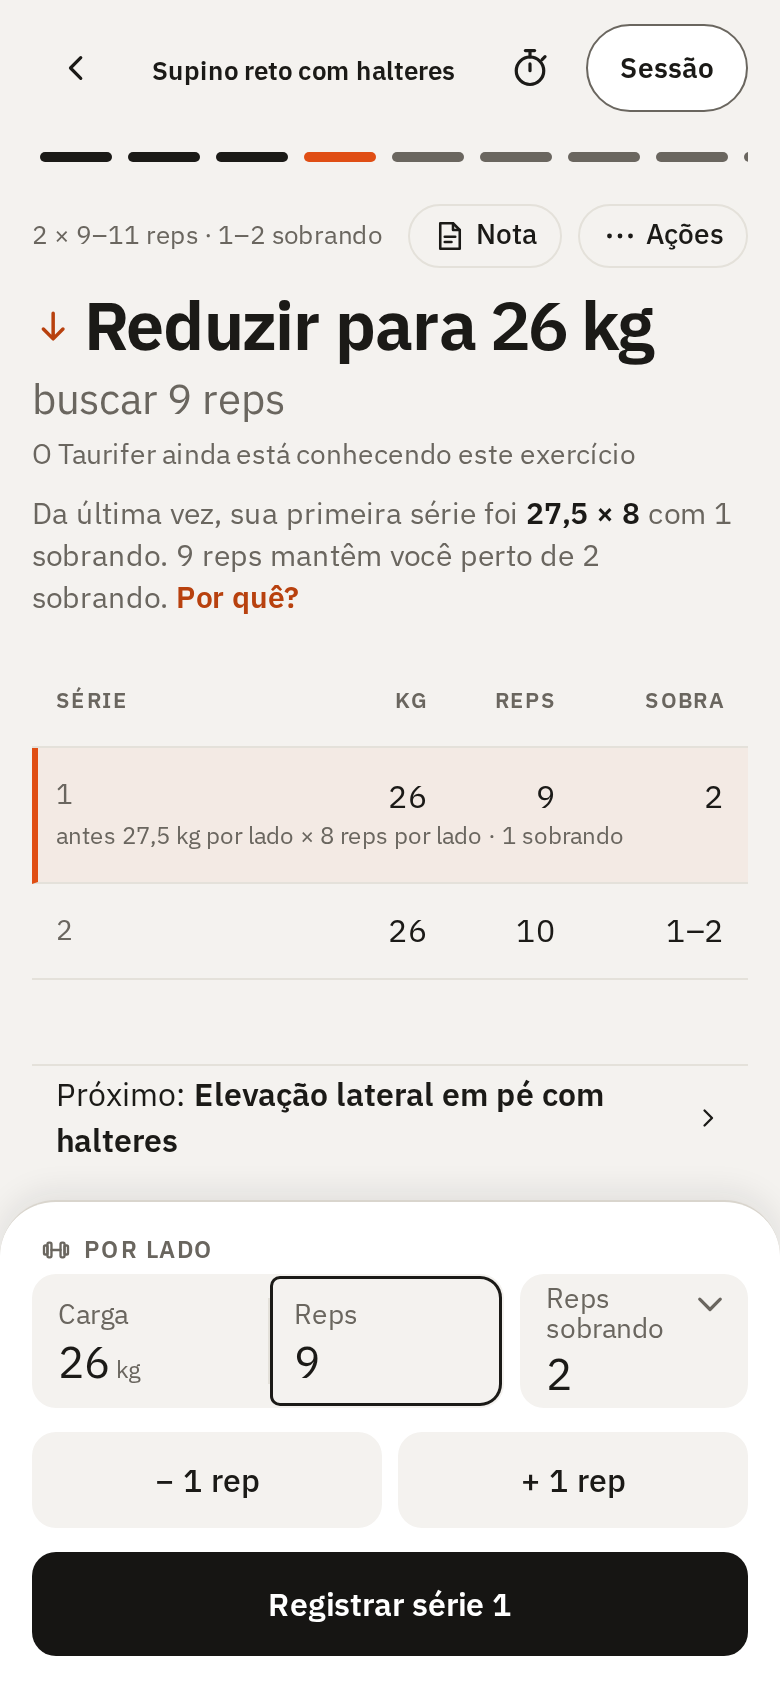 Supino reto com halteres
Sessão
2 × 9–11 reps · 1–2 sobrando
Nota
Ações
Reduzir para 26 kg
buscar 9 reps
O Taurifer ainda está conhecendo este exercício
Da última vez, sua primeira série foi 27,5 × 8 com 1
sobrando. 9 reps mantêm você perto de 2
sobrando. Por quê?
SÉRIE KG REPS SOBRA
1 26 9 2
antes 27,5 kg por lado × 8 reps por lado · 1 sobrando
2 26 10 1–2
Próximo: Elevação lateral em pé com
halteres
POR LADO
Carga
26 kg
Reps
9
Reps
sobrando
2
− 1 rep
+ 1 rep
Registrar série 1